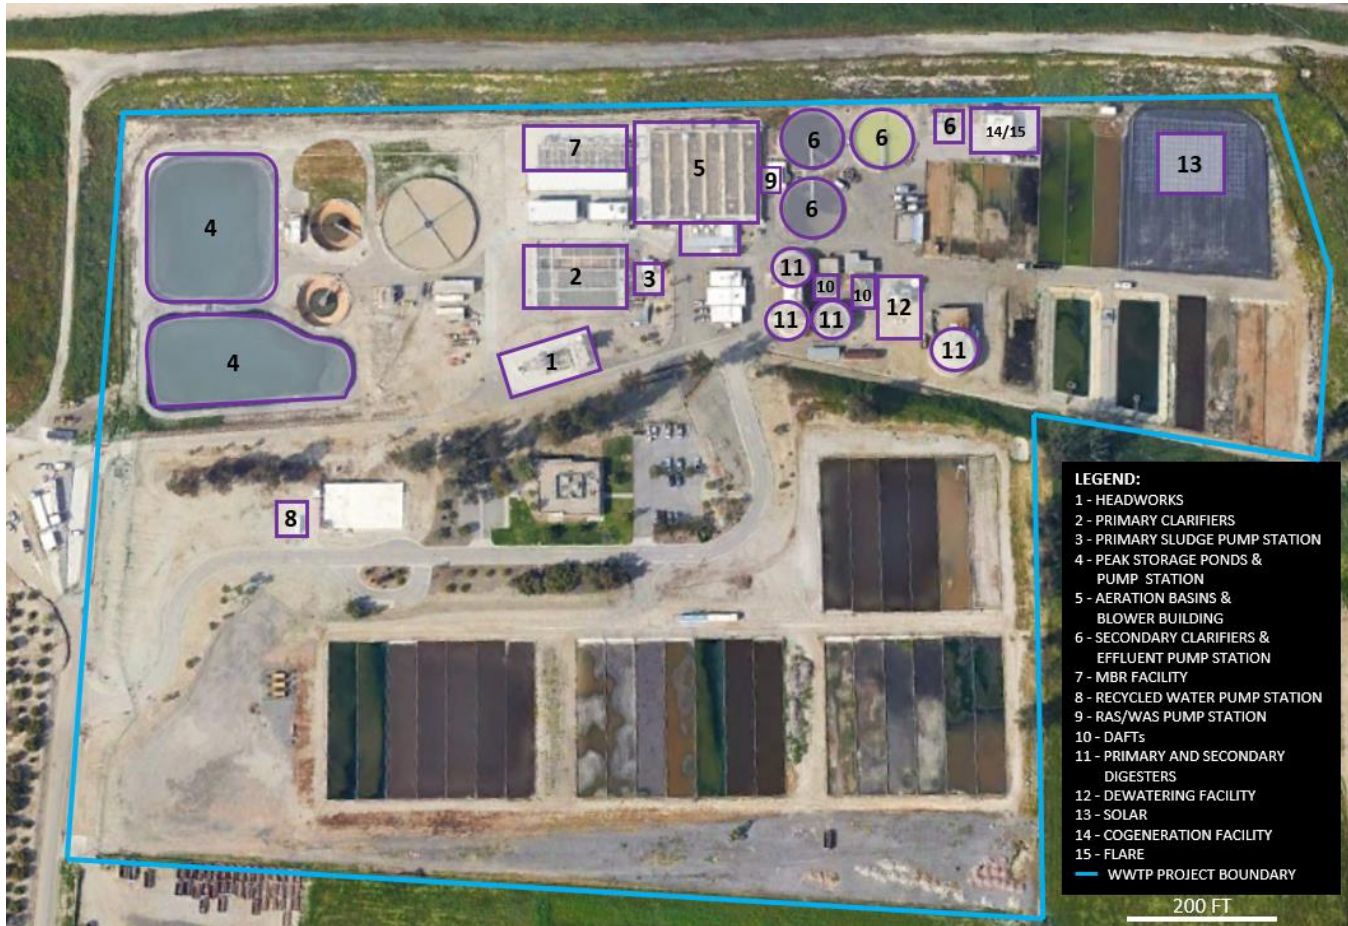 7
5
6
6
6
14/15
13
9
4
6
2
3
11
10
10
12
11
11
11
4
1
8
LEGEND:
1 - HEADWORKS
2 - PRIMARY CLARIFIERS
3 - PRIMARY SLUDGE PUMP STATION
4 - PEAK STORAGE PONDS &
PUMP STATION
5 - AERATION BASINS &
BLOWER BUILDING
6 - SECONDARY CLARIFIERS &
EFFLUENT PUMP STATION
7 - MBR FACILITY
8 - RECYCLED WATER PUMP STATION
9 - RAS/WAS PUMP STATION
10 - DAFTs
11 - PRIMARY AND SECONDARY
DIGESTERS
12 - DEWATERING FACILITY
13 - SOLAR
14 - COGENERATION FACILITY
15 - FLARE
WWTP PROJECT BOUNDARY
200 FT